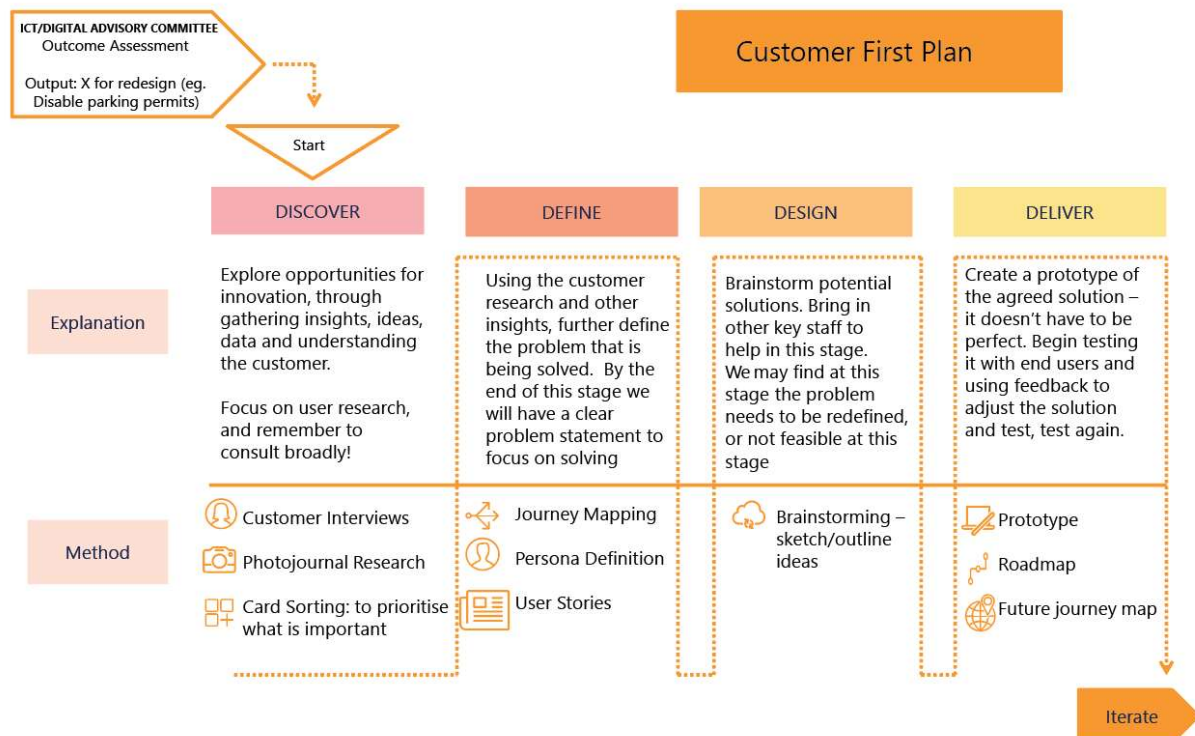 ICT/DIGITAL ADVISORY COMMITTEE
Outcome Assessment
Output: X for redesign (eg.
Disable parking permits)
Customer First Plan
Start
DISCOVER
DEFINE
DESIGN
DELIVER
Explanation
Explore opportunities for
innovation, through
gathering insights, ideas,
data and understanding
the customer.
Focus on user research,
and remember to
consult broadly!
Using the customer
research and other
insights, further define
the problem that is
being solved.  By the
end of this stage we
will have a clear
problem statement to
focus on solving
Brainstorm potential
solutions. Bring in
other key staff to
help in this stage.
We may find at this
stage the problem
needs to be redefined,
or not feasible at this
stage
Create a prototype of
the agreed solution –
it doesn't have to be
perfect. Begin testing
it with end users and
using feedback to
adjust the solution
and test, test again.
Method
Customer Interviews
Photojournal Research
Card Sorting: to prioritise
what is important
Journey Mapping
Persona Definition
User Stories
Brainstorming –
sketch/outline
ideas
Prototype
Roadmap
Future journey map
Iterate